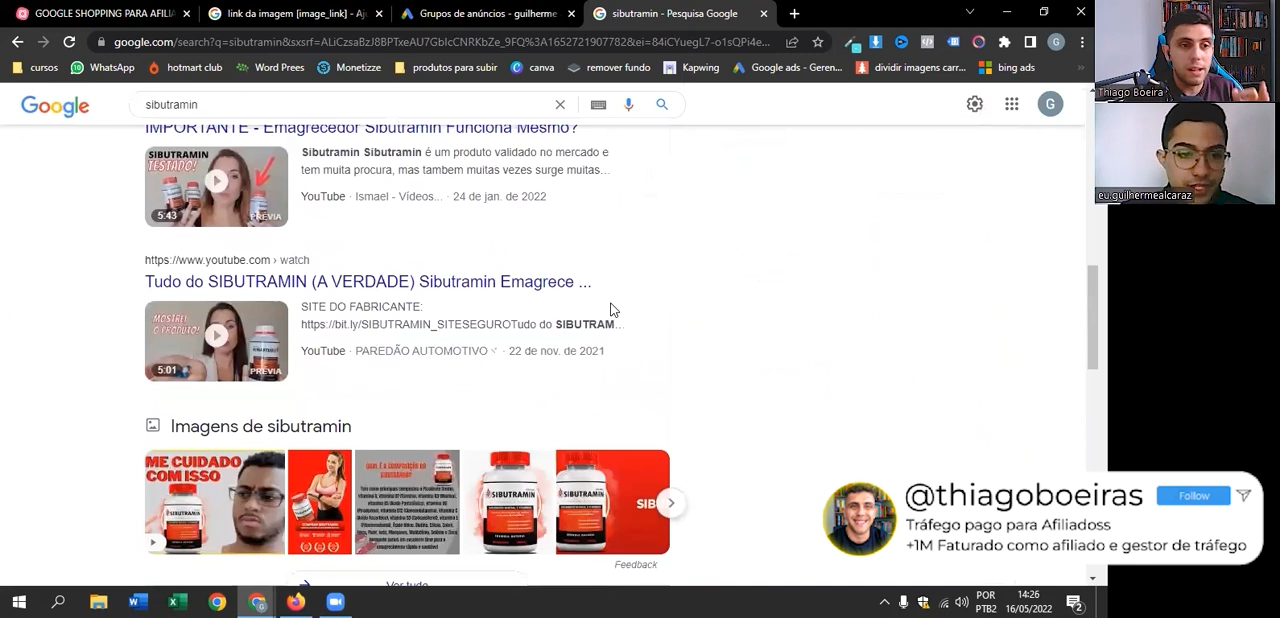 GOOGLE SHOPPING PARA AFILIA
link da imagem [image_link] - Aju
Grupos de anúncios - guilherme
sibutramin - Pesquisa Google
google.com/search?q=sibutramin&sxsrf=ALiCzsaBzJ8BPTxeAU7GbIcCNRKbZe_9FQ%3A1652721907782&ei=84iCYuegL7-o1sQPi4e...
cursos
WhatsApp
hotmart club
Word Prees
Monetizze
produtos para subir
canva
remover fundo
Kapwing
Google ads - Geren...
dividir imagens carr...
bing ads
Thiago Boeira
eu.guilhermealcaraz
Google
sibutramin
G
IMPORTANTE - Emagrecedor Sibutramin Funciona Mesmo?
SIBUTRAMIN
TESTADO!
5:43
PRÉVIA
Sibutramin Sibutramin é um produto validado no mercado e
tem muita procura, mas tambem muitas vezes surge muitas...
YouTube · Ismael - Vídeos... · 24 de jan. de 2022
https://www.youtube.com › watch
Tudo do SIBUTRAMIN (A VERDADE) Sibutramin Emagrece ...
MOSTREI
O PRODUTO!
5:01
PRÉVIA
SITE DO FABRICANTE:
https://bit.ly/SIBUTRAMIN_SITESEGUROTudo do SIBUTRAM...
YouTube · PAREDÃO AUTOMOTIVO · 22 de nov. de 2021
Imagens de sibutramin
ME CUIDADO
COM ISSO
SIBUTRAMIN
SIBUTRAMIN
SIB
Feedback
Ver tudo
@thiagoboeiras
Follow
Tráfego pago para Afiliadoss
+1M Faturado como afiliado e gestor de tráfego
POR
PTB2
14:26
16/05/2022
2